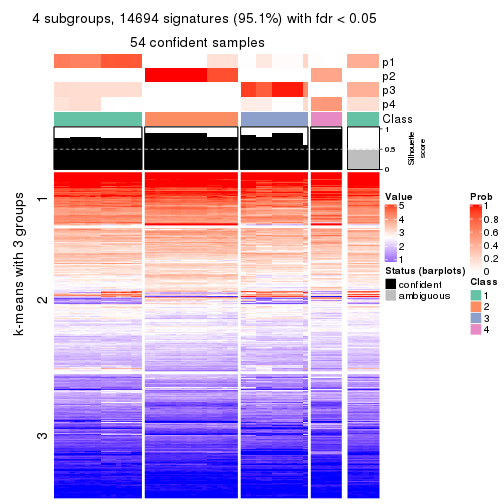 4 subgroups, 14694 signatures (95.1%) with fdr < 0.05
54 confident samples
p1
p2
p3
p4
Class
1
0.5
0
Silhouette
score
k-means with 3 groups
1
2
3
Value
5
4
3
2
1
Prob
1
0.8
0.6
0.4
0.2
0
Status (barplots)
confident
ambiguous
Class
1
2
3
4